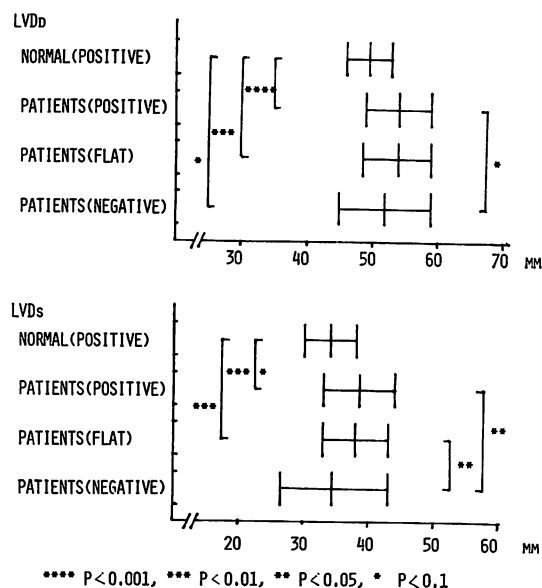 LVDD
NORMAL(POSITIVE)
****
PATIENTS(POSITIVE)
***
PATIENTS(FLAT)
*
*
PATIENTS(NEGATIVE)
30 40 50 60 70 MM
LVDs
NORMAL(POSITIVE)
*** *
PATIENTS(POSITIVE)
***
**
PATIENTS(FLAT)
**
PATIENTS(NEGATIVE)
20 30 40 50 60 MM
**** P<0.001, *** P<0.01, ** P<0.05, * P<0.1